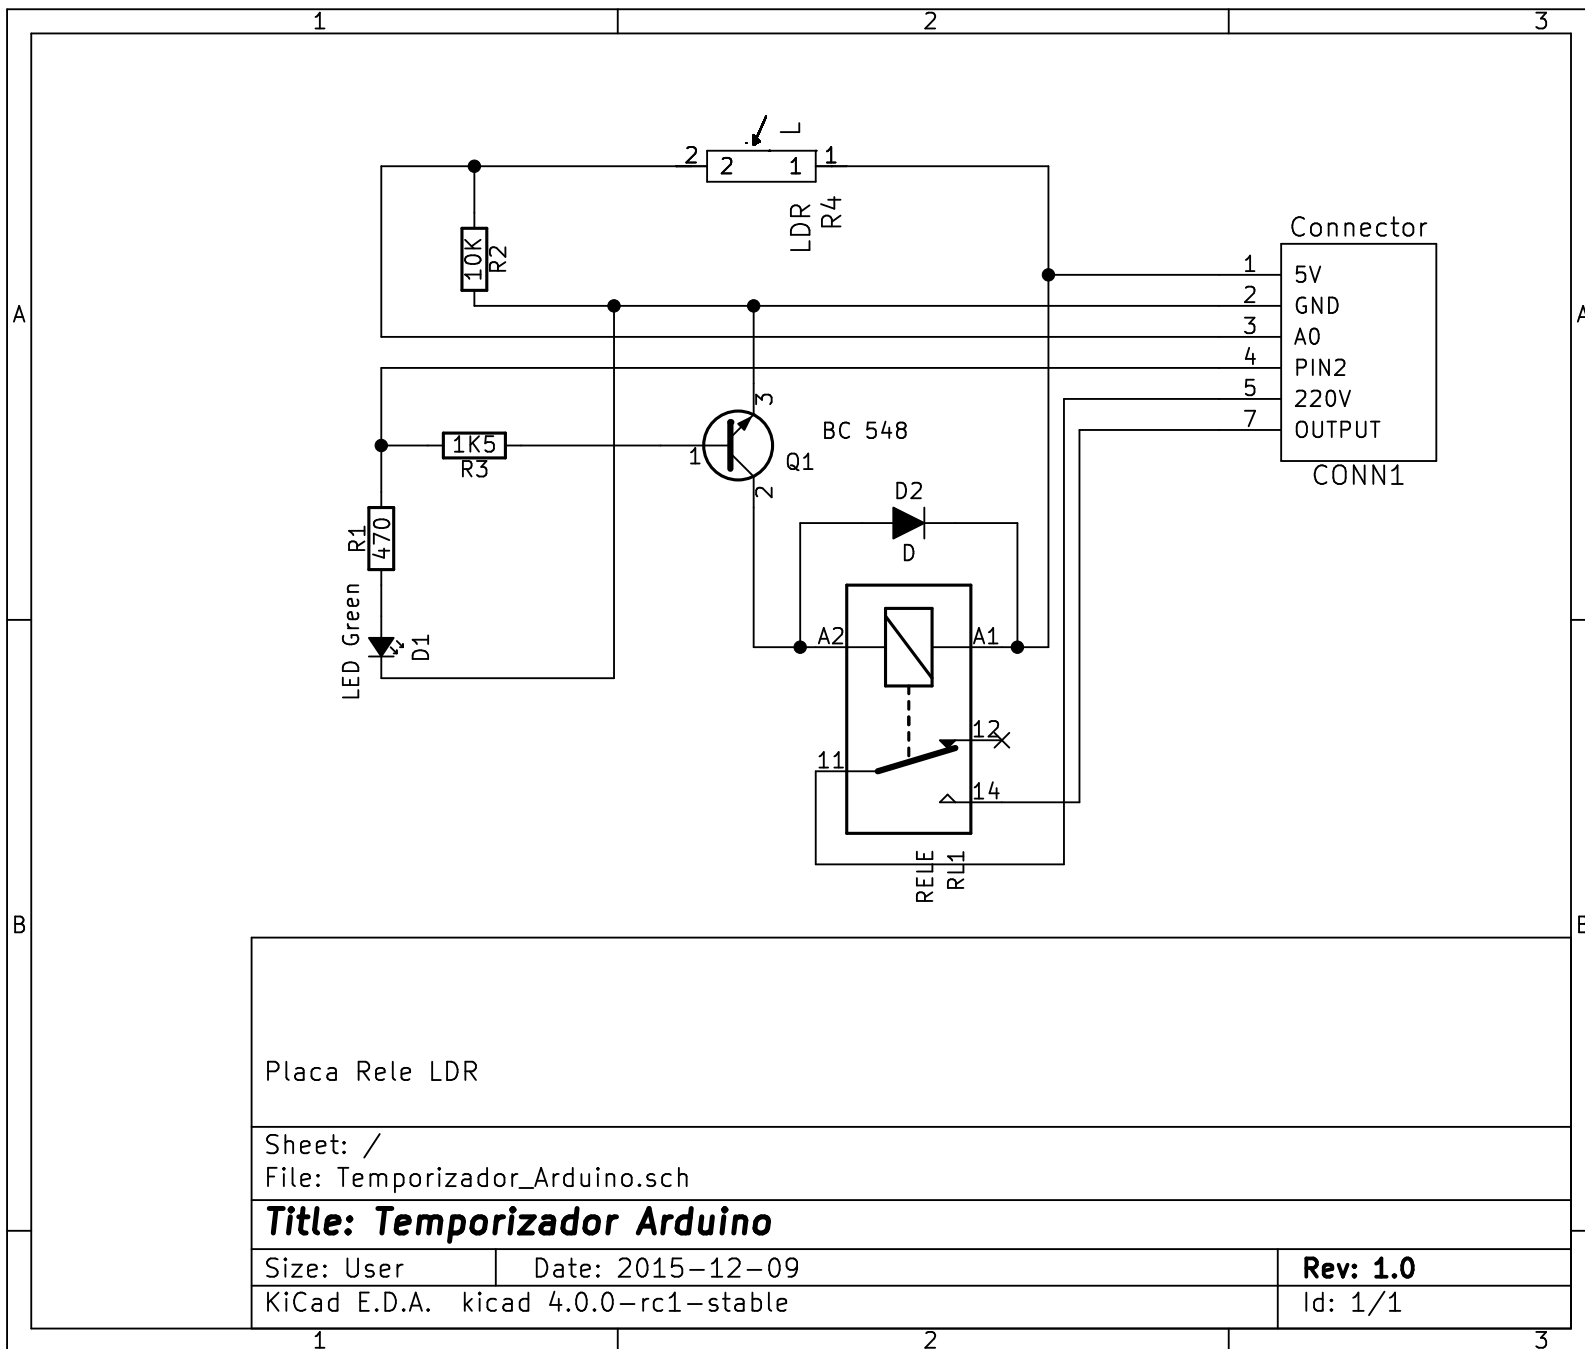 1 2 3
L
2 2 1 1
LDR
R4
10K
R2
Connector
1 5V
2 GND
3 A0
4 PIN2
5 220V
7 OUTPUT
CONN1
A A
3
BC 548
1K5
R3
1
Q1
2
R1
470
D2
D
LED Green
D1
A2 A1
12
11
14
RELE
RL1
B B
Placa Rele LDR
Sheet: /
File: Temporizador_Arduino.sch
Title: Temporizador Arduino
Size: User Date: 2015-12-09 Rev: 1.0
KiCad E.D.A. kicad 4.0.0-rc1-stable Id: 1/1
1 2 3